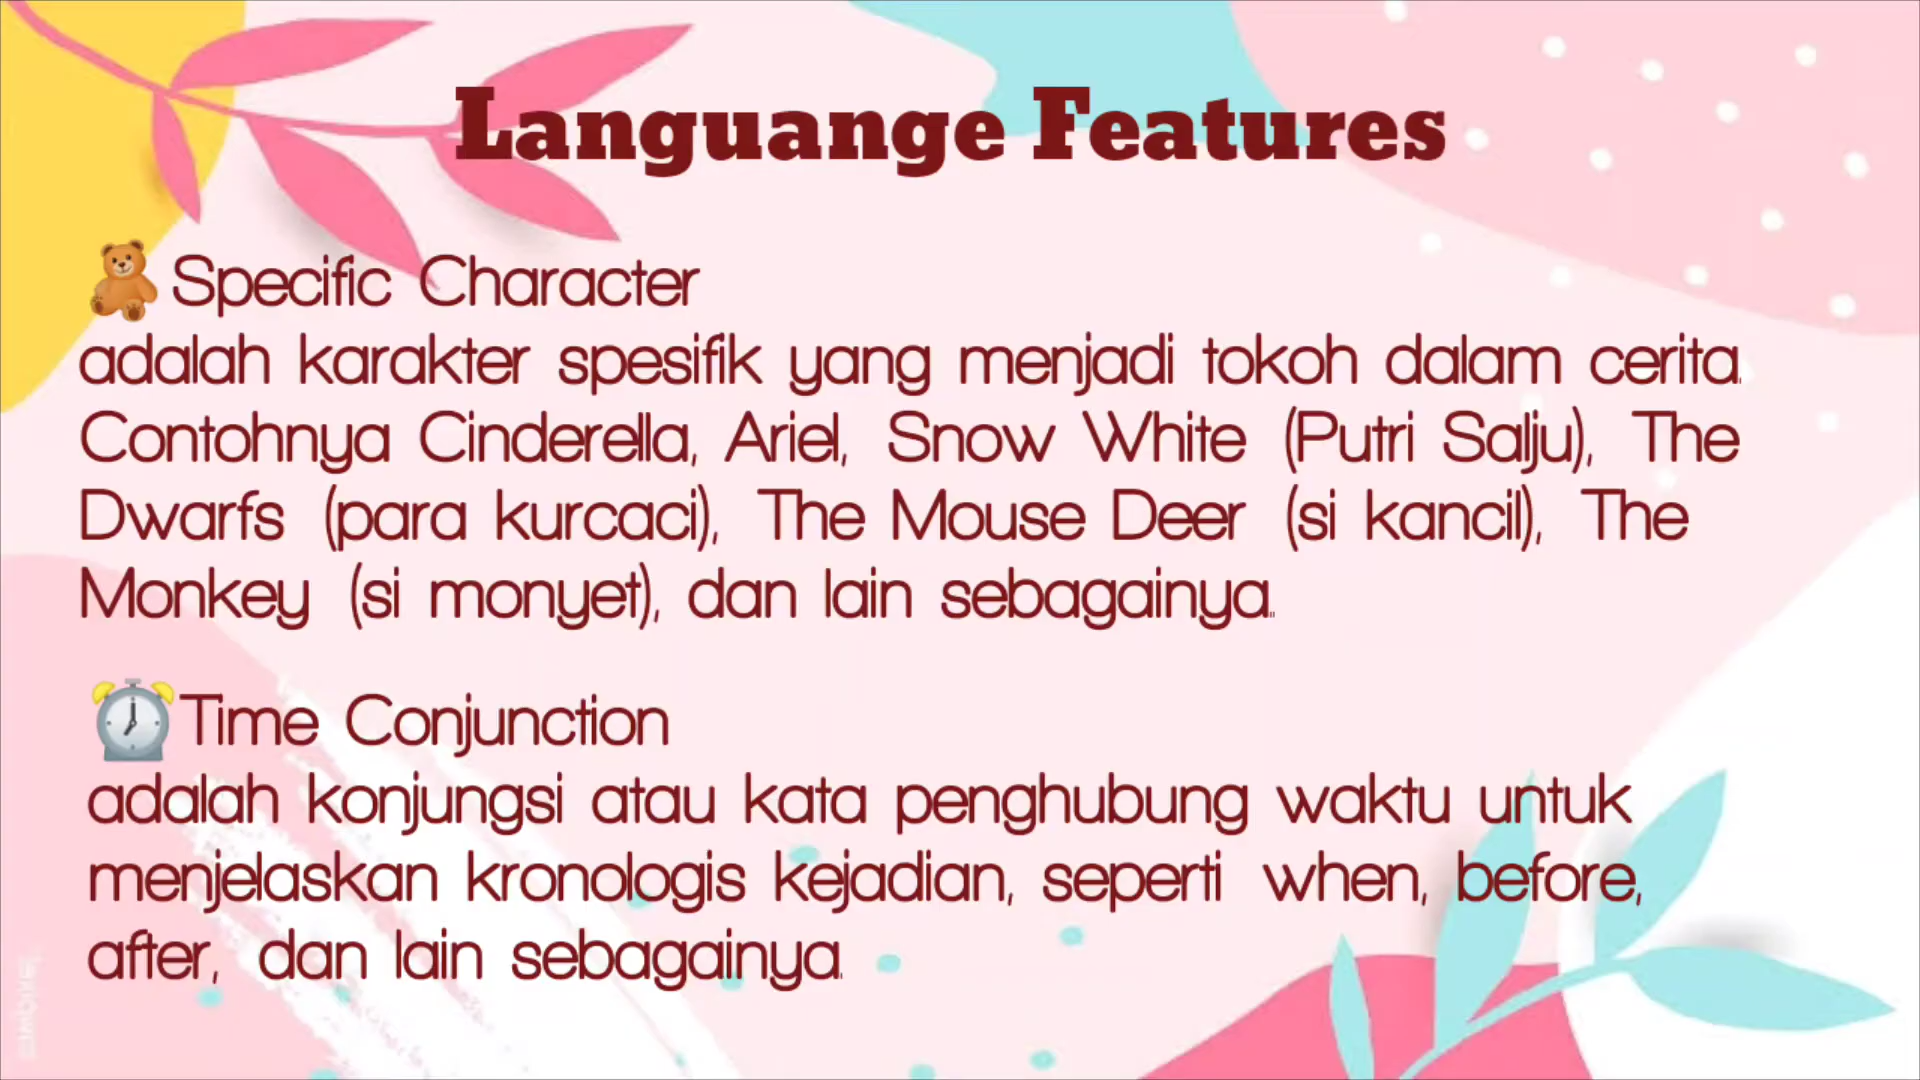 Languange Features
Specific Character
adalah karakter spesifik yang menjadi tokoh dalam cerita.
Contohnya Cinderella, Ariel, Snow White (Putri Salju), The
Dwarfs (para kurcaci), The Mouse Deer (si kancil), The
Monkey (si monyet), dan lain sebagainya..
Time Conjunction
adalah konjungsi atau kata penghubung waktu untuk
menjelaskan kronologis kejadian, seperti when, before,
after, dan lain sebagainya.